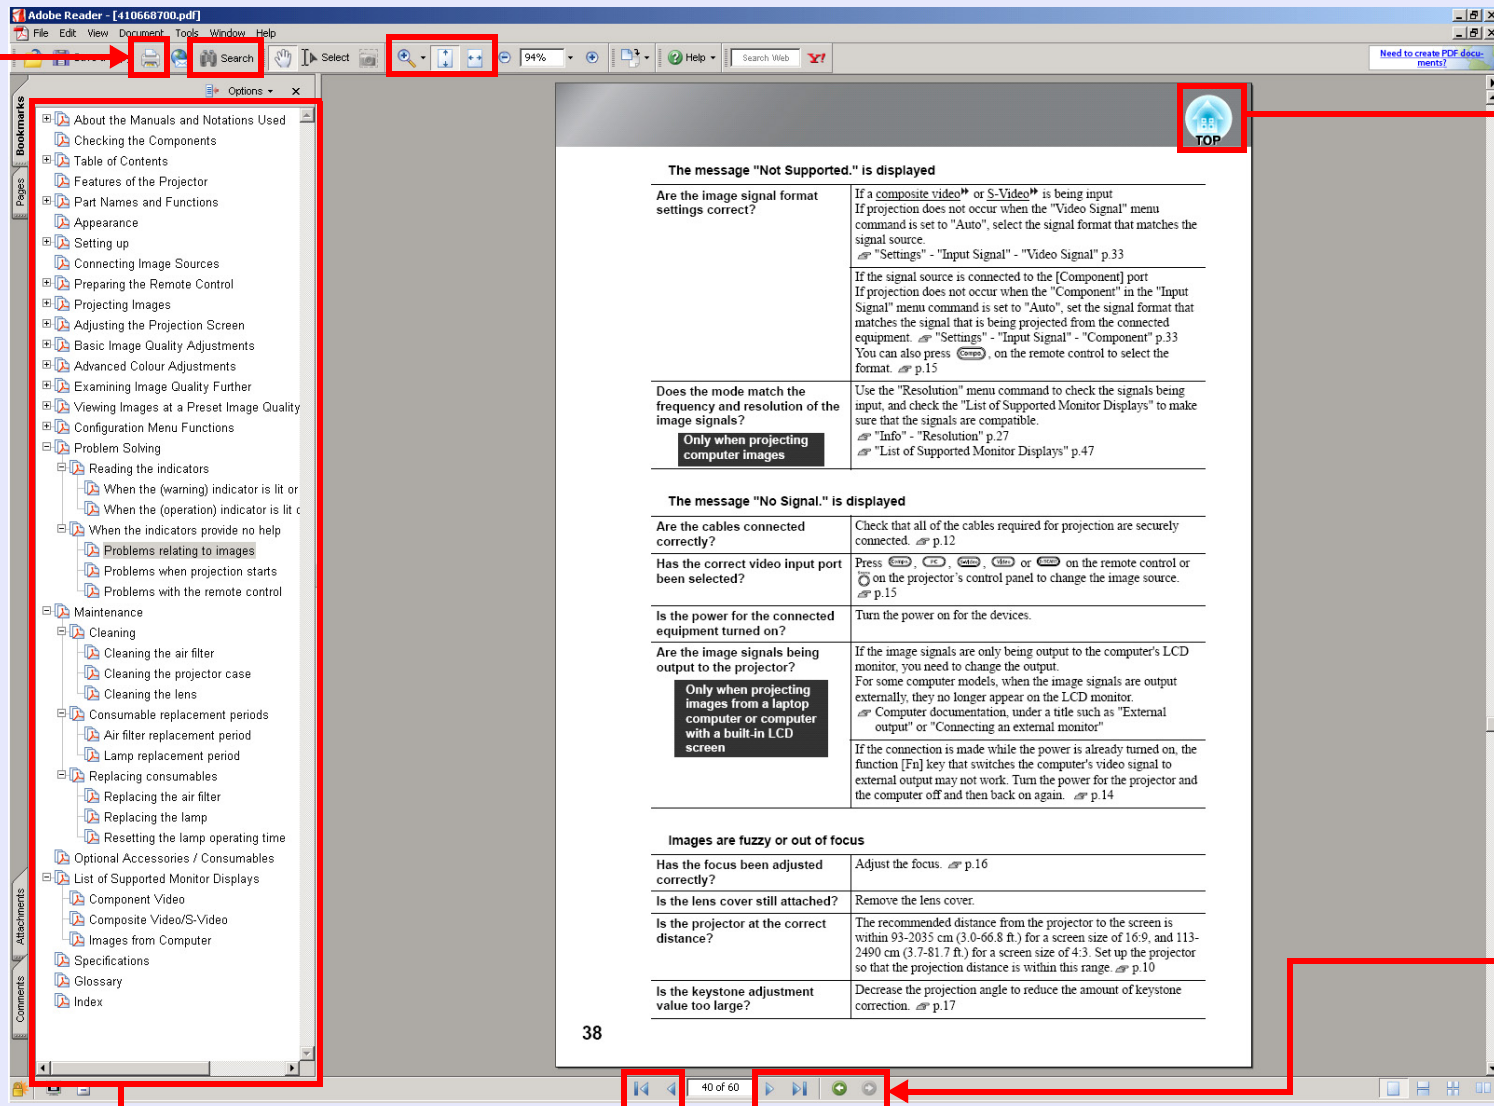 Adobe Reader - [410668700.pdf]
File Edit View Document Tools Window Help
Search Select 94% Help Search Web Y!
Need to create PDF docu-
ments?
Options
Bookmarks
Pages
Attachments
Comments
About the Manuals and Notations Used
Checking the Components
Table of Contents
Features of the Projector
Part Names and Functions
Appearance
Setting up
Connecting Image Sources
Preparing the Remote Control
Projecting Images
Adjusting the Projection Screen
Basic Image Quality Adjustments
Advanced Colour Adjustments
Examining Image Quality Further
Viewing Images at a Preset Image Quality
Configuration Menu Functions
Problem Solving
Reading the indicators
When the (warning) indicator is lit or
When the (operation) indicator is lit
When the indicators provide no help
Problems relating to images
Problems when projection starts
Problems with the remote control
Maintenance
Cleaning
Cleaning the air filter
Cleaning the projector case
Cleaning the lens
Consumable replacement periods
Air filter replacement period
Lamp replacement period
Replacing consumables
Replacing the air filter
Replacing the lamp
Resetting the lamp operating time
Optional Accessories / Consumables
List of Supported Monitor Displays
Component Video
Composite Video/S-Video
Images from Computer
Specifications
Glossary
Index
TOP
The message "Not Supported." is displayed
Are the image signal format
settings correct?
If a composite video or S-Video is being input
If projection does not occur when the "Video Signal" menu
command is set to "Auto", select the signal format that matches the
signal source.
"Settings" - "Input Signal" - "Video Signal" p.33
If the signal source is connected to the [Component] port
If projection does not occur when the "Component" in the "Input
Signal" menu command is set to "Auto", set the signal format that
matches the signal that is being projected from the connected
equipment. "Settings" - "Input Signal" - "Component" p.33
You can also press (Compo), on the remote control to select the
format. p.15
Does the mode match the
frequency and resolution of the
image signals?
Only when projecting
computer images
Use the "Resolution" menu command to check the signals being
input, and check the "List of Supported Monitor Displays" to make
sure that the signals are compatible.
"Info" - "Resolution" p.27
"List of Supported Monitor Displays" p.47
The message "No Signal." is displayed
Are the cables connected
correctly?
Check that all of the cables required for projection are securely
connected. p.12
Has the correct video input port
been selected?
Press , PC , , Video or on the remote control or
on the projector's control panel to change the image source.
p.15
Is the power for the connected
equipment turned on?
Turn the power on for the devices.
Are the image signals being
output to the projector?
Only when projecting
images from a laptop
computer or computer
with a built-in LCD
screen
If the image signals are only being output to the computer's LCD
monitor, you need to change the output.
For some computer models, when the image signals are output
externally, they no longer appear on the LCD monitor.
Computer documentation, under a title such as "External
output" or "Connecting an external monitor"
If the connection is made while the power is already turned on, the
function [Fn] key that switches the computer's video signal to
external output may not work. Turn the power for the projector and
the computer off and then back on again. p.14
Images are fuzzy or out of focus
Has the focus been adjusted
correctly?
Adjust the focus. p.16
Is the lens cover still attached?
Remove the lens cover.
Is the projector at the correct
distance?
The recommended distance from the projector to the screen is
within 93-2035 cm (3.0-66.8 ft.) for a screen size of 16:9, and 113-
2490 cm (3.7-81.7 ft.) for a screen size of 4:3. Set up the projector
so that the projection distance is within this range. p.10
Is the keystone adjustment
value too large?
Decrease the projection angle to reduce the amount of keystone
correction. p.17
38
40 of 60